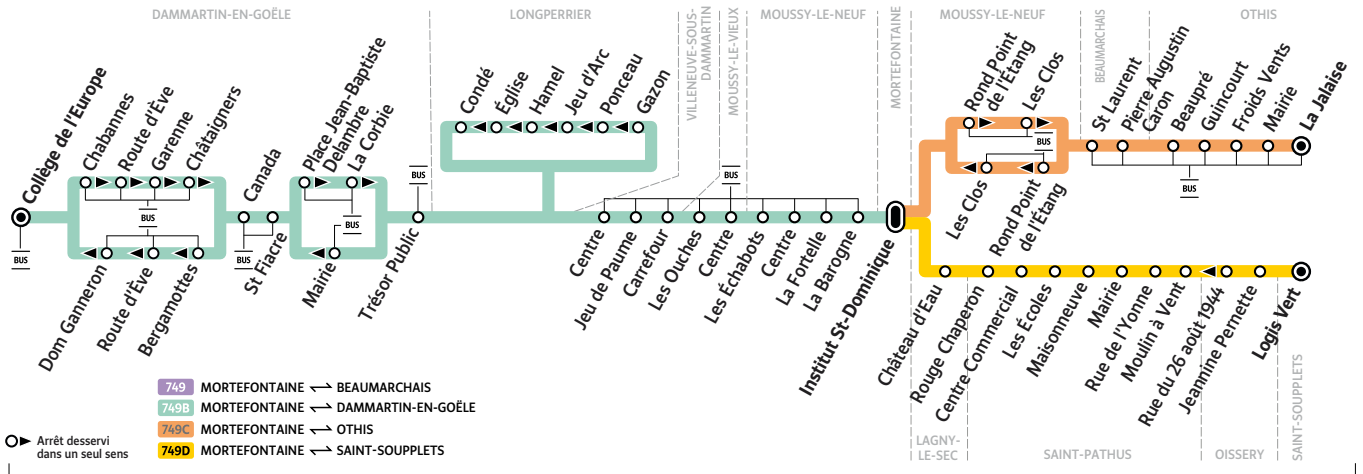 DAMMARTIN-EN-GOËLE
LONGPERRIER
VILLENEUVE-SOUS-
DAMMARTIN
MOUSSY-LE-VIEUX
MOUSSY-LE-NEUF
MORTEFONTAINE
MOUSSY-LE-NEUF
BEAUMARCHAIS
OTHIS
Collège de l'Europe
Chabannes
Route d'Ève
Garenne
Châtaigners
Canada
Place Jean-Baptiste
Delambre
La Corbie
Condé
Église
Hamel
Jeu d'Arc
Ponceau
Gazon
Rond Point
de l'Étang
Les Clos
St Laurent
Pierre Augustin
Caron
Beaupré
Guincourt
Froids Vents
Mairie
La Jalaise
BUS
BUS
BUS
BUS
BUS
BUS
BUS
BUS
BUS
BUS
BUS
Dom Ganneron
Route d'Ève
Bergamottes
St Fiacre
Mairie
Trésor Public
Centre
Jeu de Paume
Carrefour
Les Ouches
Centre
Les Échabots
Centre
La Fortelle
La Barogne
Institut St-Dominique
Les Clos
Rond Point
de l'Étang
Château d'Eau
Rouge Chaperon
Centre Commercial
Les Écoles
Maisonneuve
Mairie
Rue de l'Yonne
Moulin à Vent
Rue du 26 août 1944
Jeannine Pernette
Logis Vert
749 MORTEFONTAINE ⇌ BEAUMARCHAIS
749B MORTEFONTAINE ⇌ DAMMARTIN-EN-GOËLE
749C MORTEFONTAINE ⇌ OTHIS
749D MORTEFONTAINE ⇌ SAINT-SOUPPLETS
Arrêt desservi
dans un seul sens
LAGNY-
LE-SEC
SAINT-PATHUS
OISSERY
SAINT-SOUPPLETS